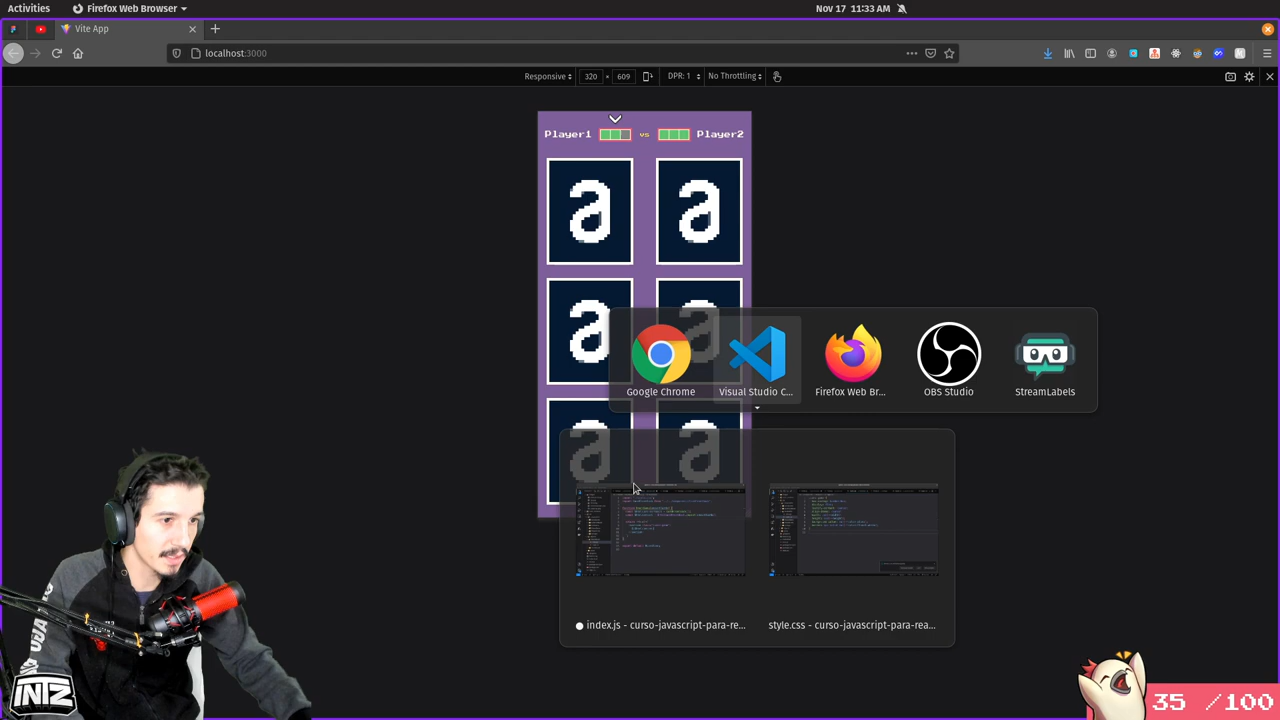 Activities
Firefox Web Browser
Nov 17 11:33 AM
Vite App
localhost:3000
Responsive
320 × 609
DPR: 1
No Throttling
Player1 vs Player2
a a
a a
a a
Google Chrome
Visual Studio C...
Firefox Web Br...
OBS Studio
StreamLabels
index.js - curso-javascript-para-re...
style.css - curso-javascript-para-rea...
INTZ
35 /100